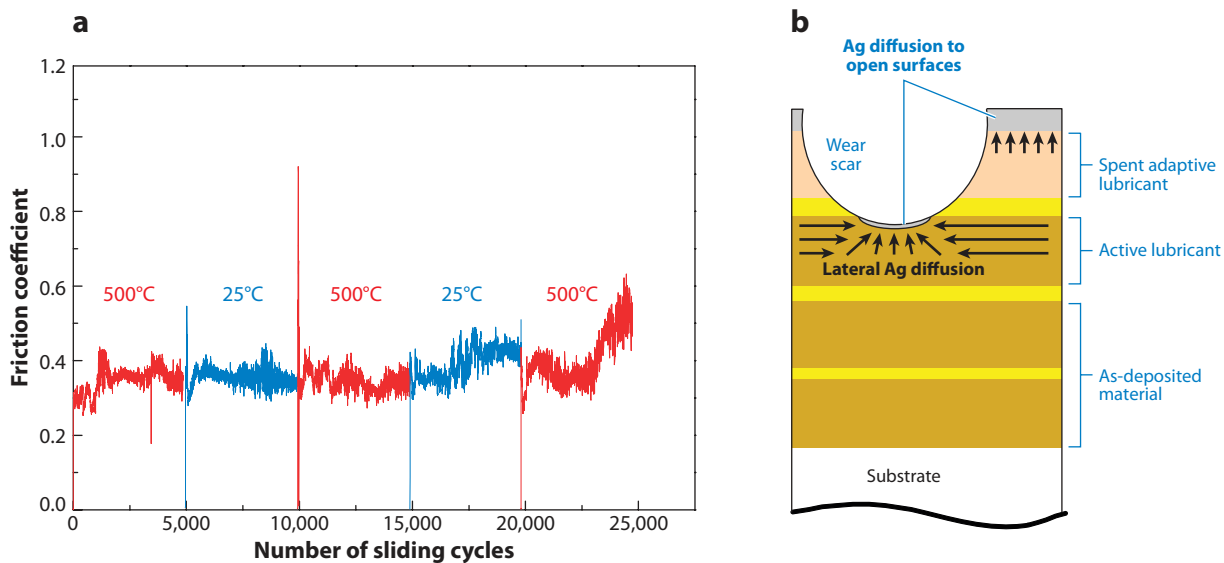 a
1.2
1.0
0.8
0.6
0.4
0.2
0.0
Friction coefficient
500°C
25°C
500°C
25°C
500°C
0
5,000
10,000
15,000
20,000
25,000
Number of sliding cycles
b
Ag diffusion to
open surfaces
Wear
scar
Spent adaptive
lubricant
Active lubricant
Lateral Ag diffusion
As-deposited
material
Substrate